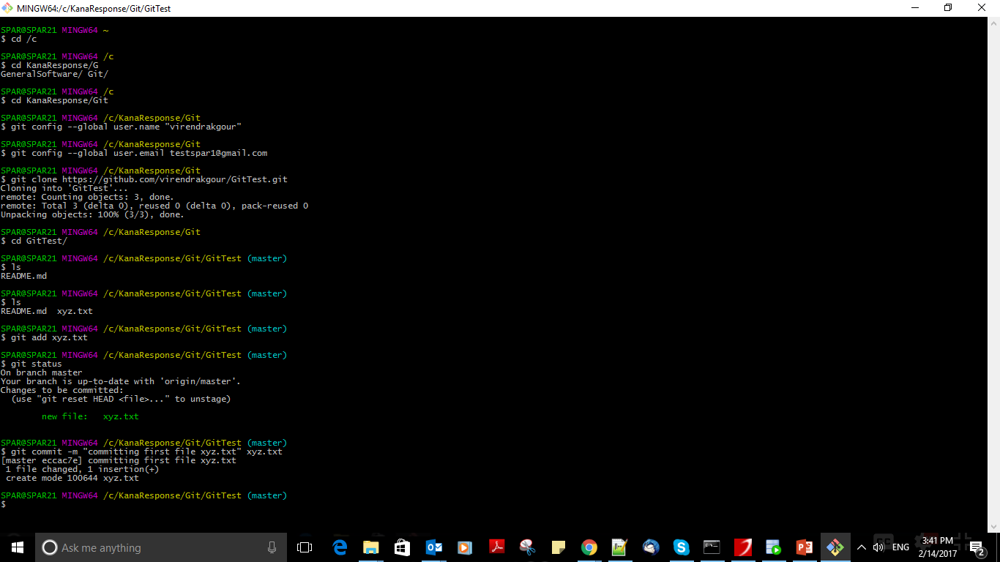 MINGW64:/c/KanaResponse/Git/GitTest
SPAR@SPAR21 MINGW64 ~
$ cd /c
SPAR@SPAR21 MINGW64 /c
$ cd KanaResponse/G
GeneralSoftware/ Git/
SPAR@SPAR21 MINGW64 /c
$ cd KanaResponse/Git
SPAR@SPAR21 MINGW64 /c/KanaResponse/Git
$ git config --global user.name "virendrakgour"
SPAR@SPAR21 MINGW64 /c/KanaResponse/Git
$ git config --global user.email testspar1@gmail.com
SPAR@SPAR21 MINGW64 /c/KanaResponse/Git
$ git clone https://github.com/virendrakgour/GitTest.git
Cloning into 'GitTest'...
remote: Counting objects: 3, done.
remote: Total 3 (delta 0), reused 0 (delta 0), pack-reused 0
Unpacking objects: 100% (3/3), done.
SPAR@SPAR21 MINGW64 /c/KanaResponse/Git
$ cd GitTest/
SPAR@SPAR21 MINGW64 /c/KanaResponse/Git/GitTest (master)
$ ls
README.md
SPAR@SPAR21 MINGW64 /c/KanaResponse/Git/GitTest (master)
$ ls
README.md  xyz.txt
SPAR@SPAR21 MINGW64 /c/KanaResponse/Git/GitTest (master)
$ git add xyz.txt
SPAR@SPAR21 MINGW64 /c/KanaResponse/Git/GitTest (master)
$ git status
On branch master
Your branch is up-to-date with 'origin/master'.
Changes to be committed:
  (use "git reset HEAD <file>..." to unstage)
        new file:   xyz.txt
SPAR@SPAR21 MINGW64 /c/KanaResponse/Git/GitTest (master)
$ git commit -m "committing first file xyz.txt" xyz.txt
[master eccac7e] committing first file xyz.txt
 1 file changed, 1 insertion(+)
 create mode 100644 xyz.txt
SPAR@SPAR21 MINGW64 /c/KanaResponse/Git/GitTest (master)
$
Ask me anything
ENG
3:41 PM
2/14/2017
2